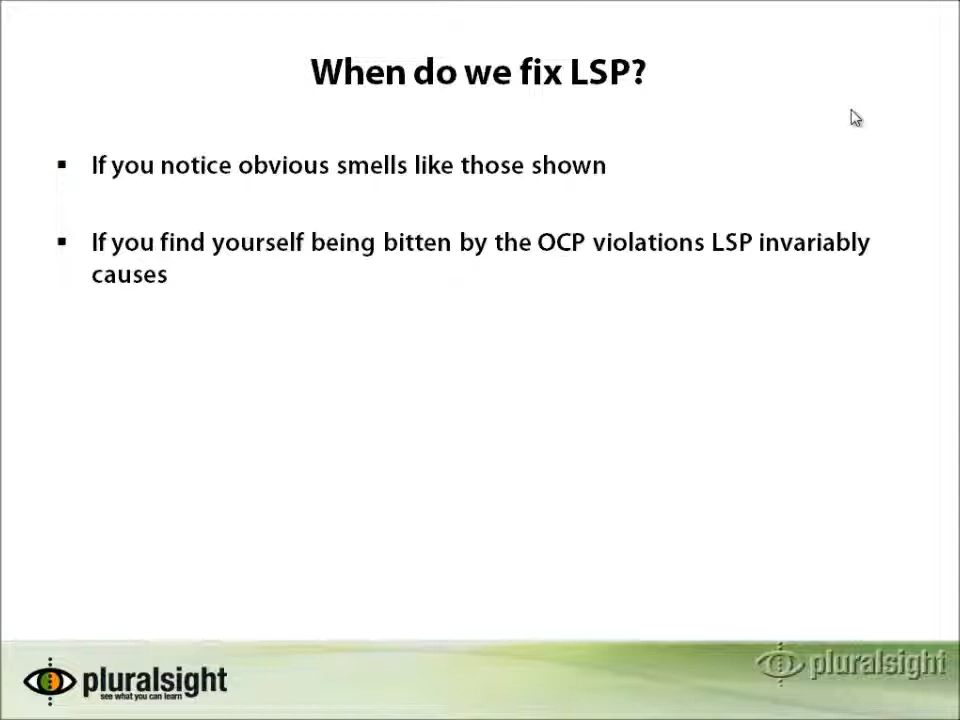 When do we fix LSP?
▪ If you notice obvious smells like those shown
▪ If you find yourself being bitten by the OCP violations LSP invariably
causes
pluralsight
see what you can learn
pluralsight